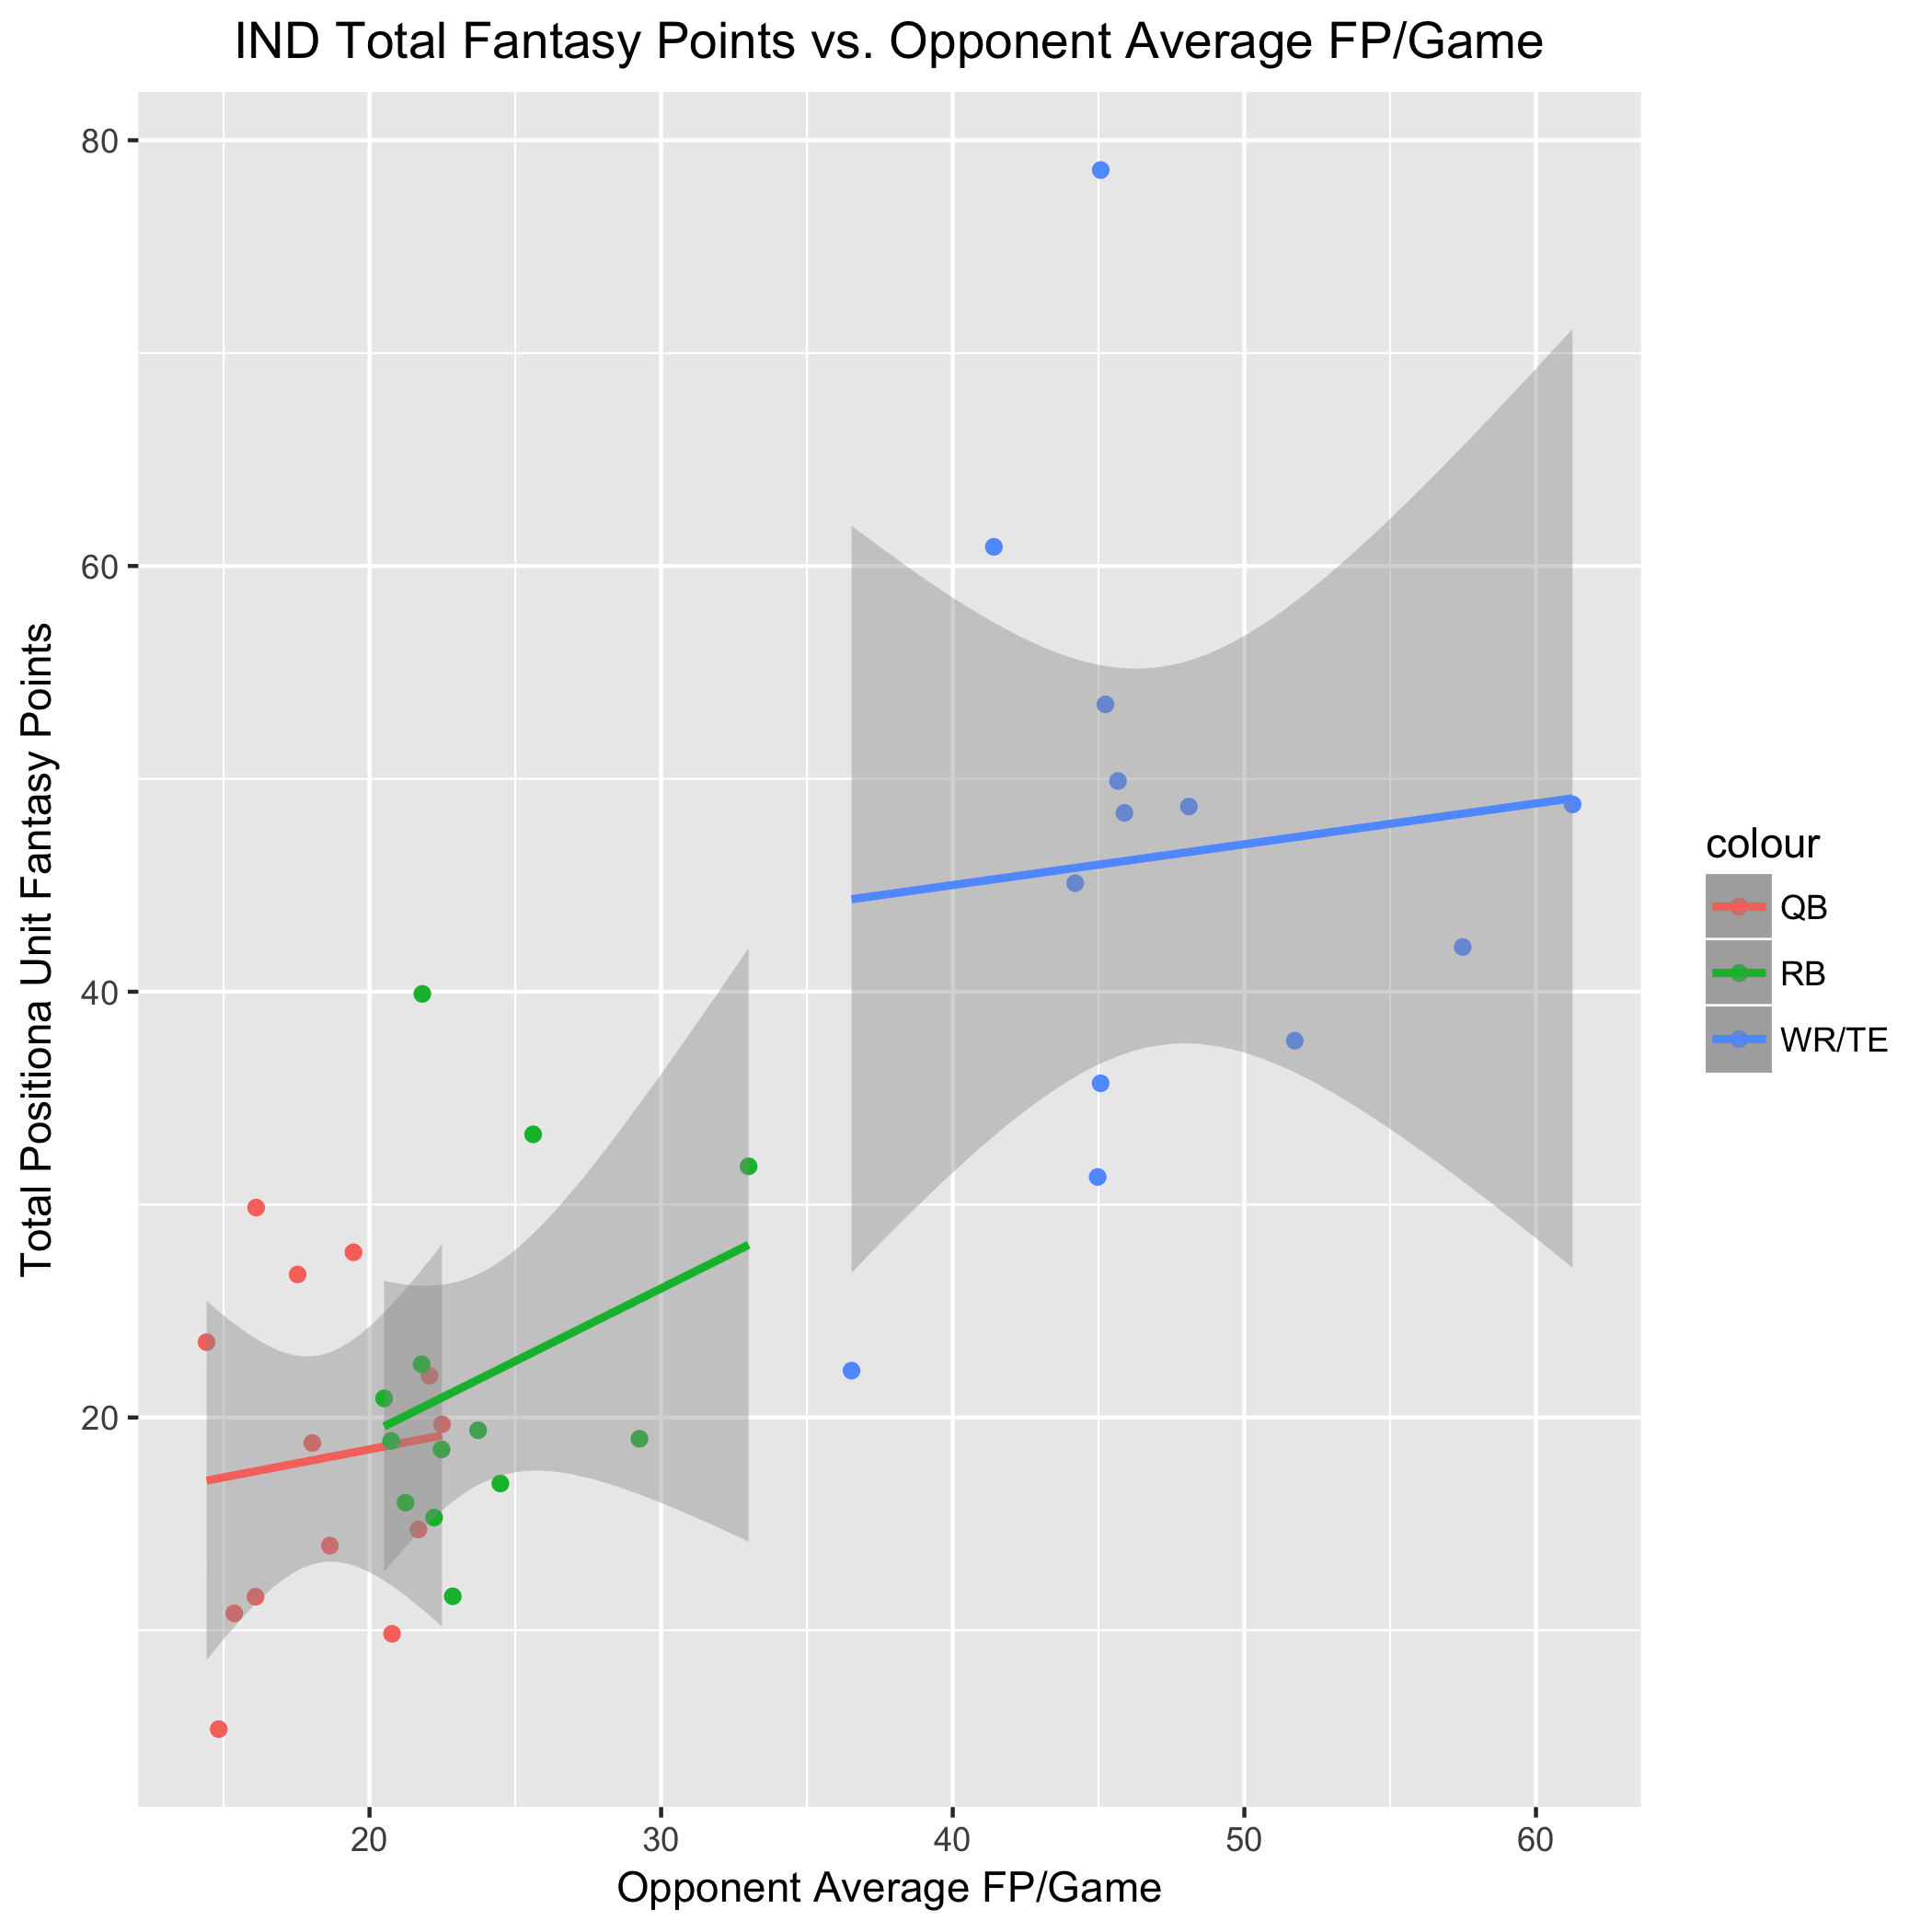 IND Total Fantasy Points vs. Opponent Average FP/Game
Total Positiona Unit Fantasy Points
80
60
40
20
20 30 40 50 60
Opponent Average FP/Game
colour
QB
RB
WR/TE